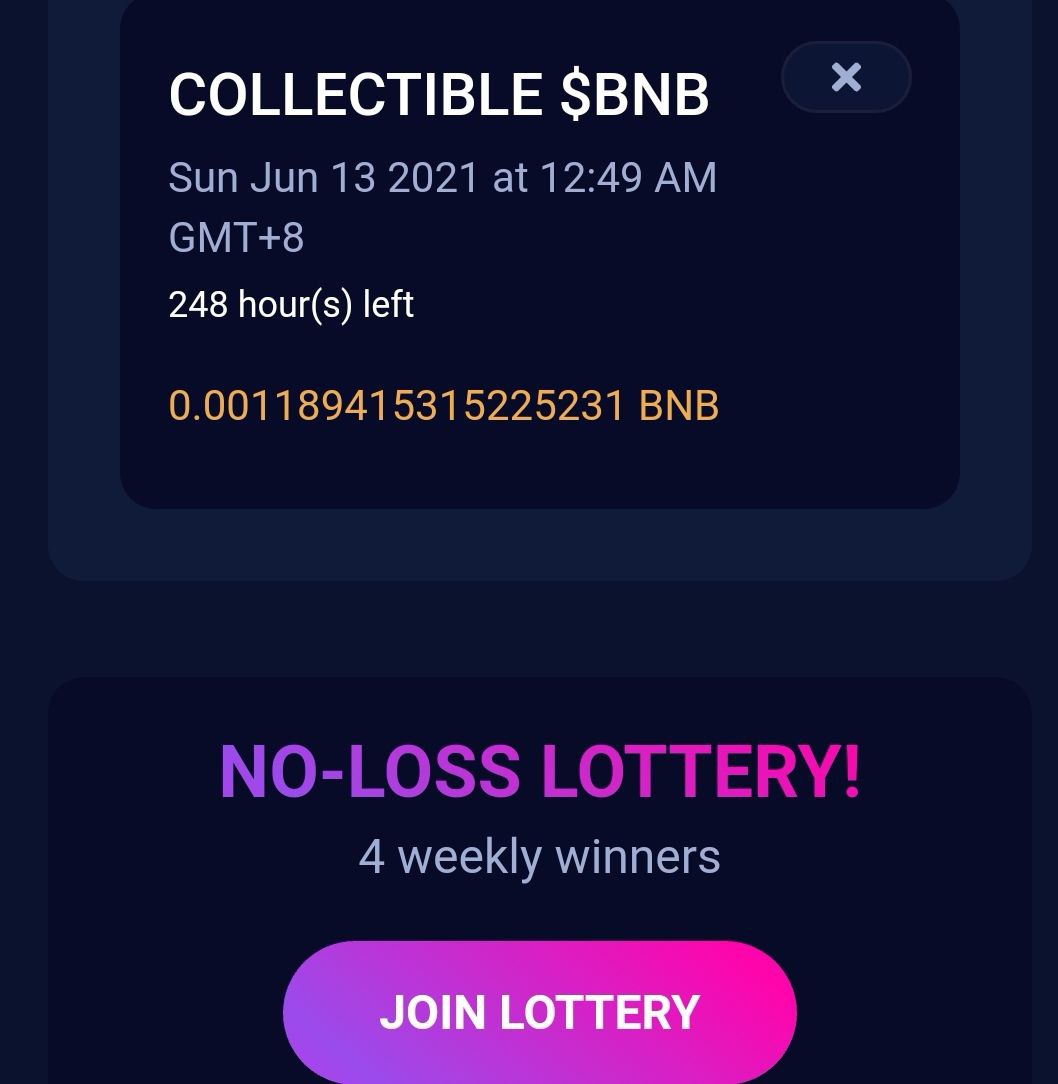 COLLECTIBLE $BNB
Sun Jun 13 2021 at 12:49 AM
GMT+8
248 hour(s) left
0.001189415315225231 BNB
NO-LOSS LOTTERY!
4 weekly winners
JOIN LOTTERY